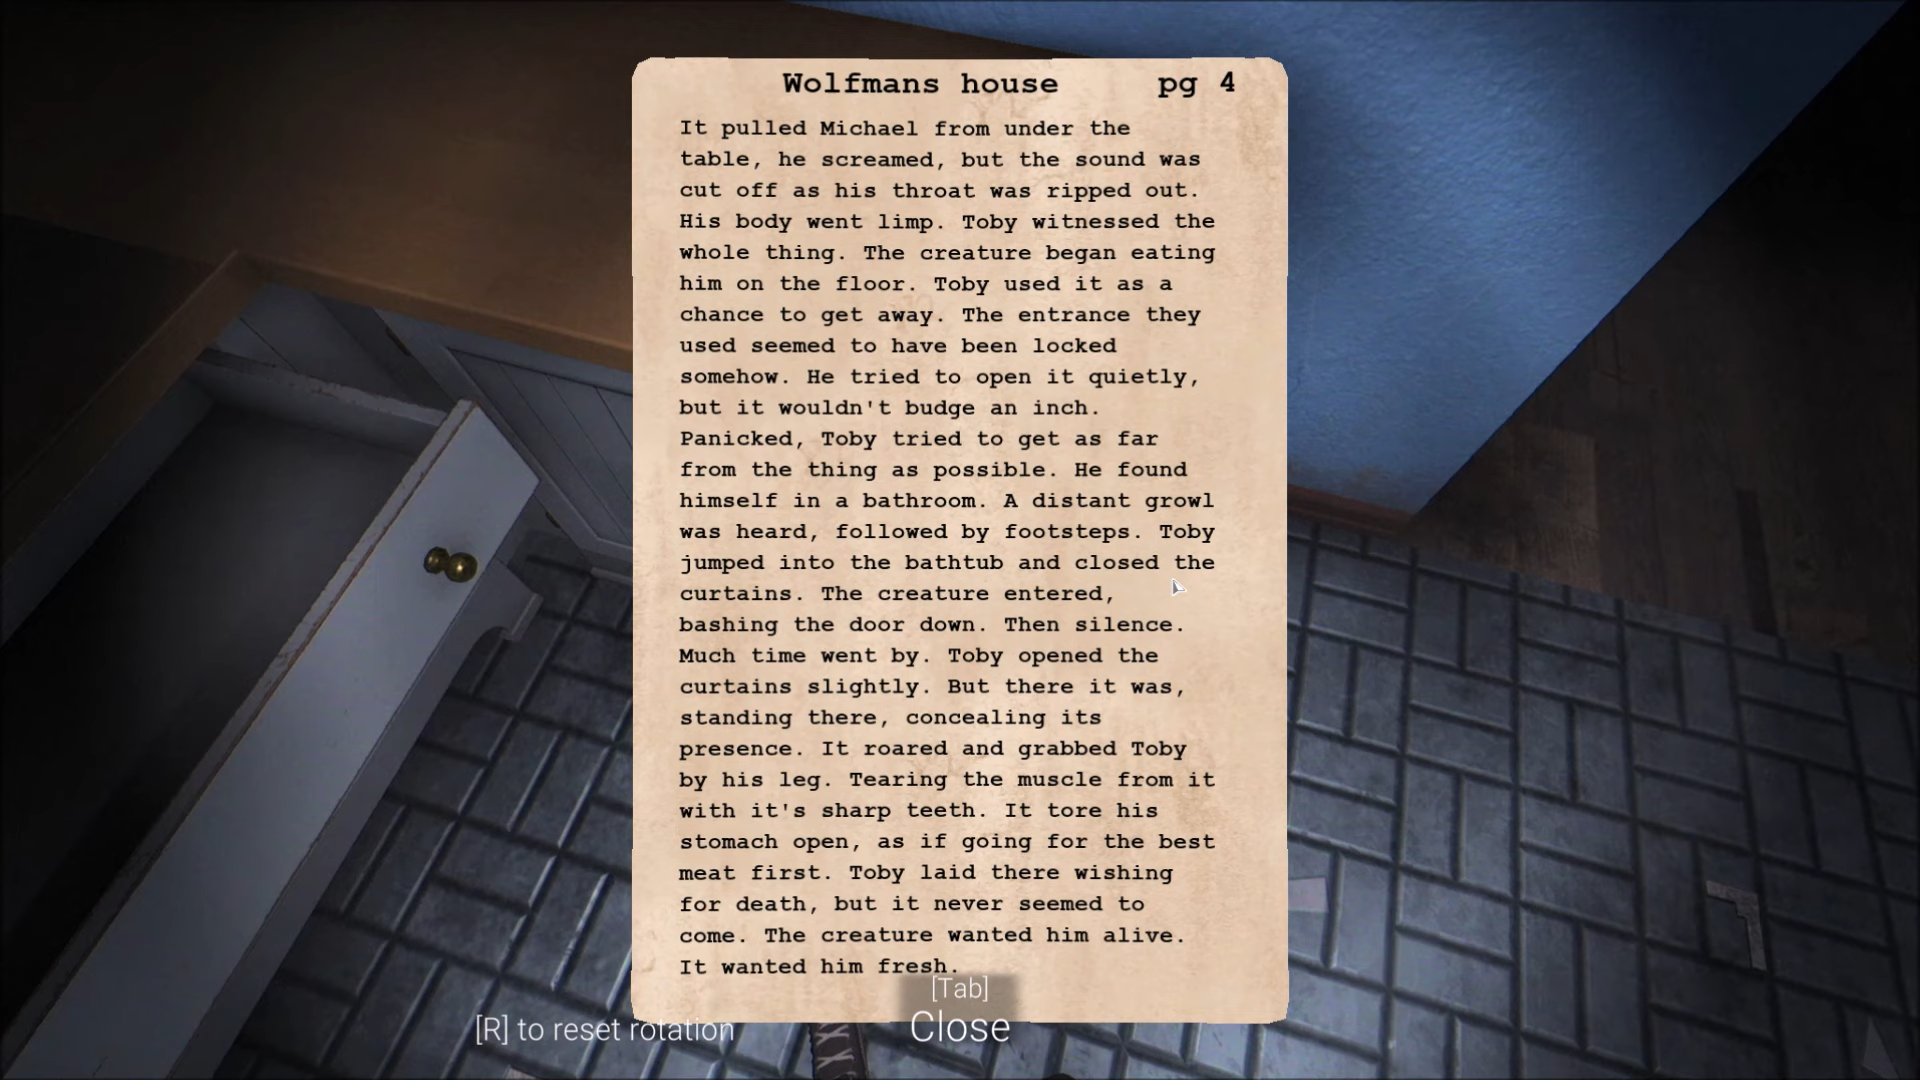 Wolfmans house pg 4
It pulled Michael from under the
table, he screamed, but the sound was
cut off as his throat was ripped out.
His body went limp. Toby witnessed the
whole thing. The creature began eating
him on the floor. Toby used it as a
chance to get away. The entrance they
used seemed to have been locked
somehow. He tried to open it quietly,
but it wouldn't budge an inch.
Panicked, Toby tried to get as far
from the thing as possible. He found
himself in a bathroom. A distant growl
was heard, followed by footsteps. Toby
jumped into the bathtub and closed the
curtains. The creature entered,
bashing the door down. Then silence.
Much time went by. Toby opened the
curtains slightly. But there it was,
standing there, concealing its
presence. It roared and grabbed Toby
by his leg. Tearing the muscle from it
with it's sharp teeth. It tore his
stomach open, as if going for the best
meat first. Toby laid there wishing
for death, but it never seemed to
come. The creature wanted him alive.
It wanted him fresh.
[Tab]
[R] to reset rotation
Close